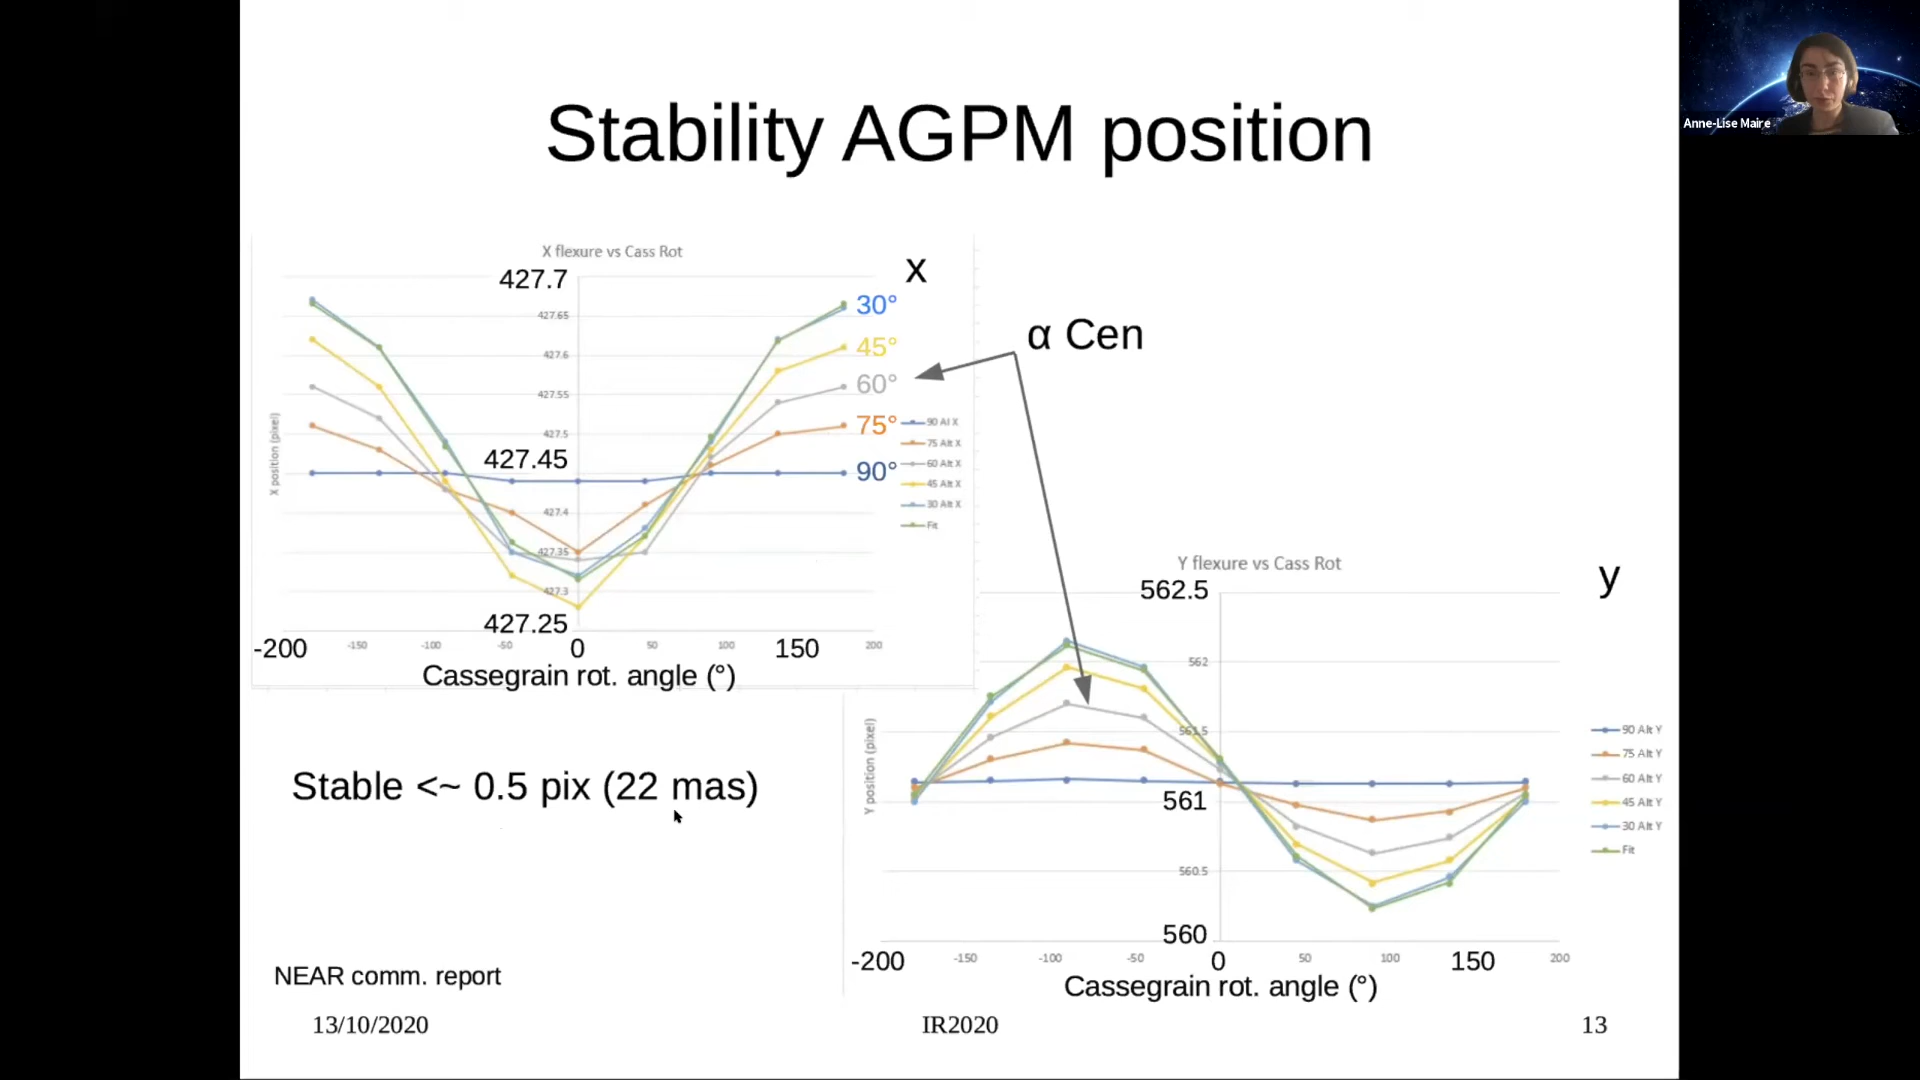 Stability AGPM position
Anne-Lise Maire
X flexure vs Cass Rot
x
427.7
427.65
427.6
427.55
427.5
427.45
427.4
427.35
427.3
427.25
X position (pixel)
30°
45°
60°
75°
90°
90 Al X
75 Alt X
60 Alt X
45 Alt X
30 Alt X
Fit
-200
-150
-100
-50
0
50
100
150
200
Cassegrain rot. angle (°)
α Cen
Y flexure vs Cass Rot
y
562.5
562
561.5
561
560.5
560
Y position (pixel)
90 Alt Y
75 Alt Y
60 Alt Y
45 Alt Y
30 Alt Y
Fit
-200
-150
-100
-50
0
50
100
150
200
Cassegrain rot. angle (°)
Stable <~ 0.5 pix (22 mas)
NEAR comm. report
13/10/2020
IR2020
13